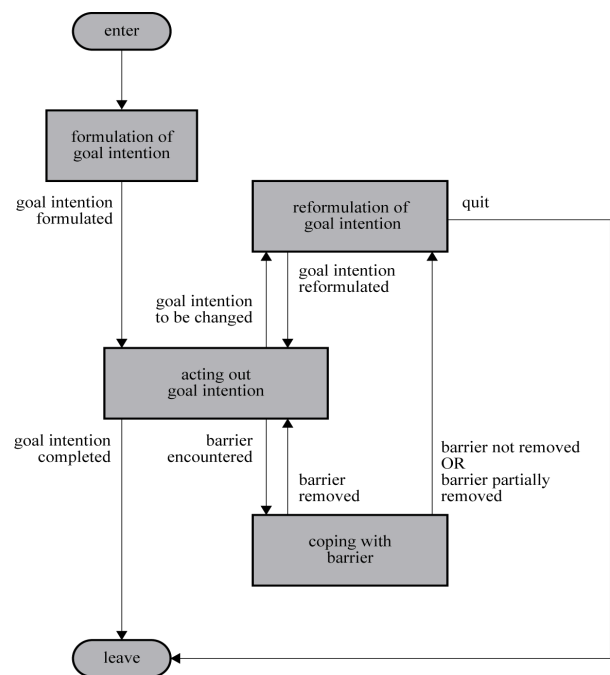 enter
formulation of
goal intention
goal intention
formulated
reformulation of
goal intention
quit
goal intention
reformulated
goal intention
to be changed
acting out
goal intention
goal intention
completed
barrier
encountered
barrier
removed
barrier not removed
OR
barrier partially
removed
coping with
barrier
leave